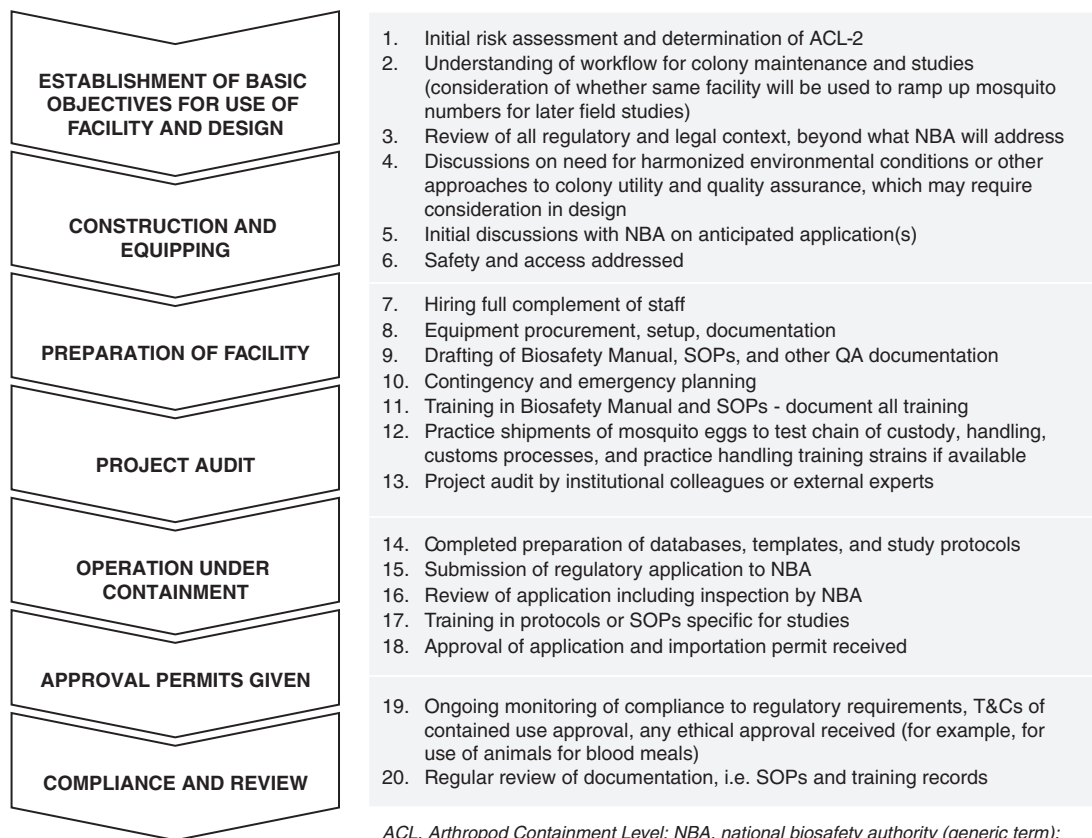 ESTABLISHMENT OF BASIC
OBJECTIVES FOR USE OF
FACILITY AND DESIGN
CONSTRUCTION AND
EQUIPPING
PREPARATION OF FACILITY
PROJECT AUDIT
OPERATION UNDER
CONTAINMENT
APPROVAL PERMITS GIVEN
COMPLIANCE AND REVIEW
1. Initial risk assessment and determination of ACL-2
2. Understanding of workflow for colony maintenance and studies
(consideration of whether same facility will be used to ramp up mosquito
numbers for later field studies)
3. Review of all regulatory and legal context, beyond what NBA will address
4. Discussions on need for harmonized environmental conditions or other
approaches to colony utility and quality assurance, which may require
consideration in design
5. Initial discussions with NBA on anticipated application(s)
6. Safety and access addressed
7. Hiring full complement of staff
8. Equipment procurement, setup, documentation
9. Drafting of Biosafety Manual, SOPs, and other QA documentation
10. Contingency and emergency planning
11. Training in Biosafety Manual and SOPs - document all training
12. Practice shipments of mosquito eggs to test chain of custody, handling,
customs processes, and practice handling training strains if available
13. Project audit by institutional colleagues or external experts
14. Completed preparation of databases, templates, and study protocols
15. Submission of regulatory application to NBA
16. Review of application including inspection by NBA
17. Training in protocols or SOPs specific for studies
18. Approval of application and importation permit received
19. Ongoing monitoring of compliance to regulatory requirements, T&Cs of
contained use approval, any ethical approval received (for example, for
use of animals for blood meals)
20. Regular review of documentation, i.e. SOPs and training records
ACL, Arthropod Containment Level; NBA, national biosafety authority (generic term);